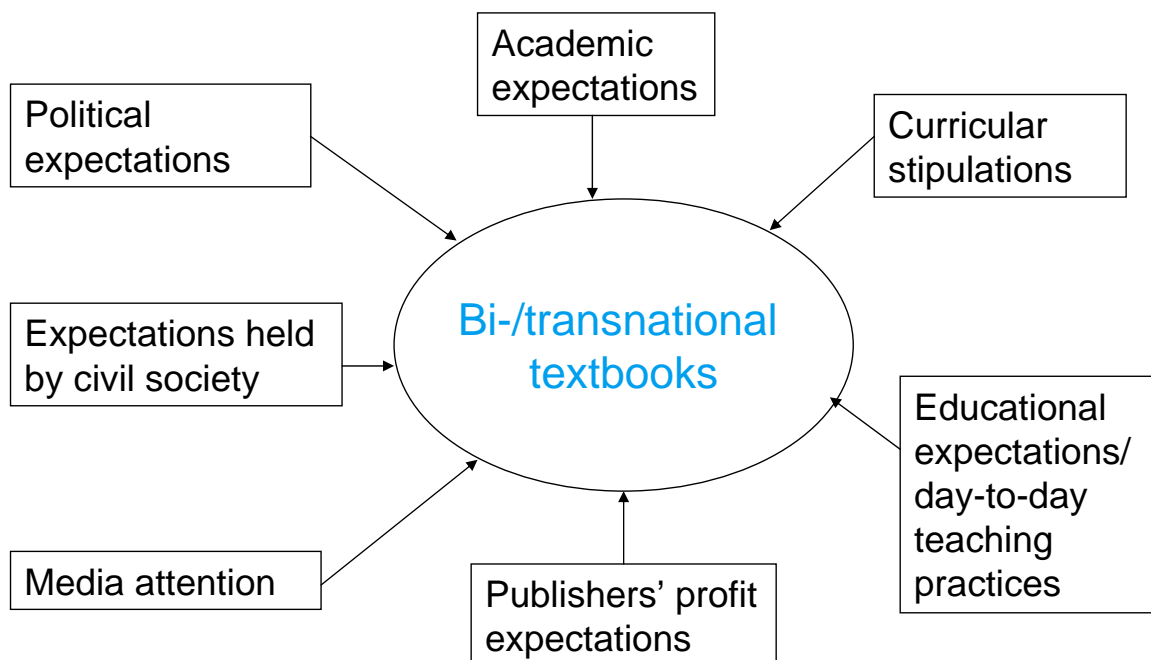 Academic
expectations
Political
expectations
Curricular
stipulations
Expectations held
by civil society
Bi-/transnational
textbooks
Educational
expectations/
day-to-day
teaching
practices
Media attention
Publishers’ profit
expectations